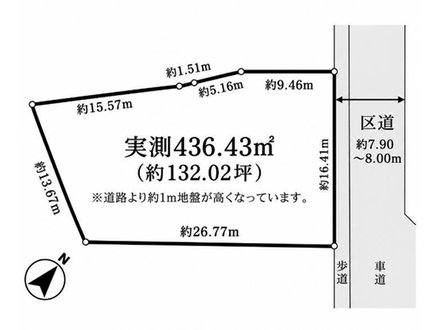 約1.51m
約15.57m
約5.16m
約9.46m
実測436.43㎡
（約132.02坪）
※道路より約1m地盤が高くなっています。
約13.67m
約16.41m
約26.77m
区道
約7.90
～8.00m
歩道
車道
N